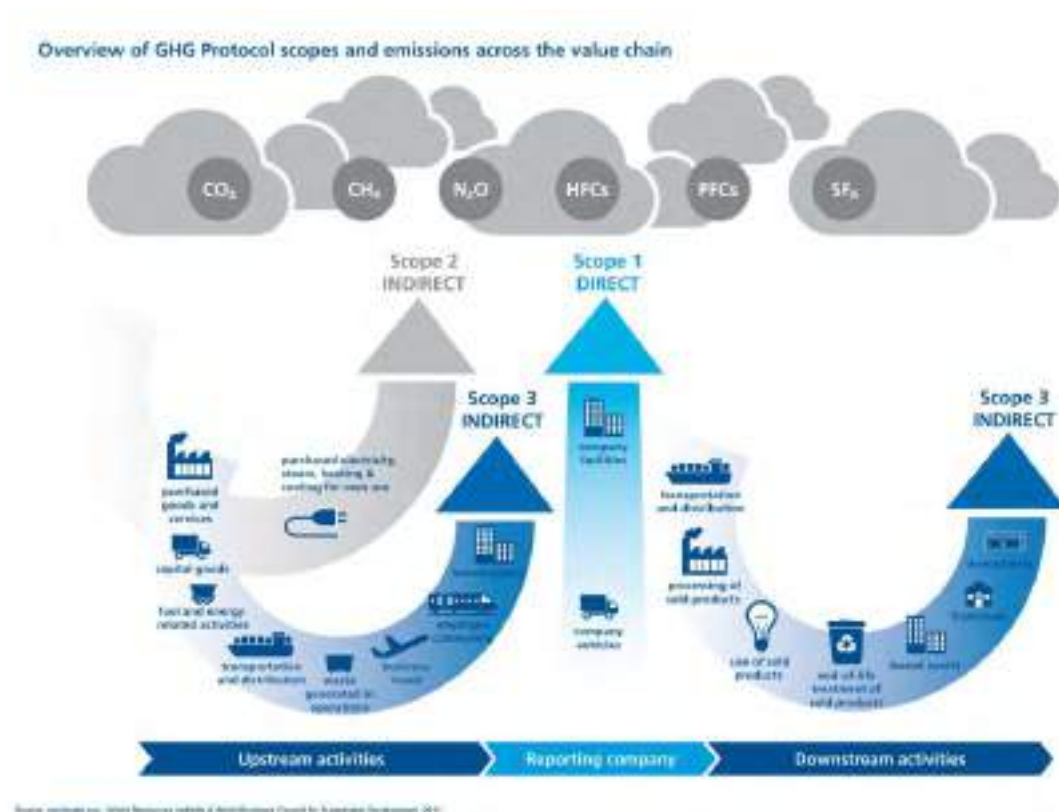 Overview of GHG Protocol scopes and emissions across the value chain
CO₂
CH₄
N₂O
HFCs
PFCs
SF₆
Scope 2
INDIRECT
Scope 1
DIRECT
Scope 3
INDIRECT
Scope 3
INDIRECT
purchased
goods and
services
capital goods
fuel and energy
related activities
transportation
and distribution
waste
generated in
operations
business
travel
employee
commuting
purchased electricity,
steam, heating &
cooling for own use
company
facilities
company
vehicles
transportation
and distribution
processing of
sold products
use of sold
products
end-of-life
treatment of
sold products
leased assets
franchises
investments
Upstream activities
Reporting company
Downstream activities